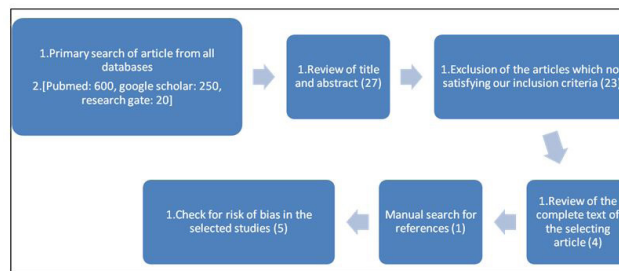 1.Primary search of article from all
databases
2.[Pubmed: 600, google scholar: 250,
research gate: 20]
1.Review of title
and abstract (27)
1.Exclusion of the articles which not
satisfying our inclusion criteria (23)
1.Review of the
complete text of
the selecting
article (4)
Manual search for
references (1)
1.Check for risk of bias in the
selected studies (5)